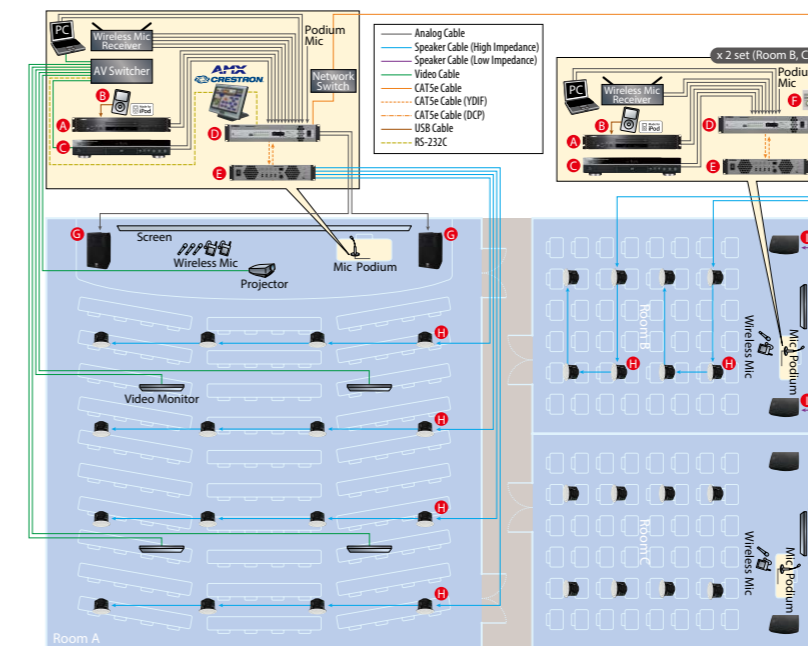 PC
Wireless Mic
Receiver
Podium
Mic
AV Switcher
AMX
CRESTRON
Network
Switch
B
iPod
A
C
D
E
Analog Cable
Speaker Cable (High Impedance)
Speaker Cable (Low Impedance)
Video Cable
CAT5e Cable
CAT5e Cable (YDIF)
CAT5e Cable (DCP)
USB Cable
RS-232C
x 2 set (Room B, C
PC
Wireless Mic
Receiver
Mic
F
B
iPod
A
C
D
E
G
Screen
Wireless Mic
Projector
Mic
Podium
G
H
Video Monitor
H
H
H
Room A
Room B
H
H
Wireless Mic
Mic
Podium
Room C
Wireless Mic
Mic
Podium